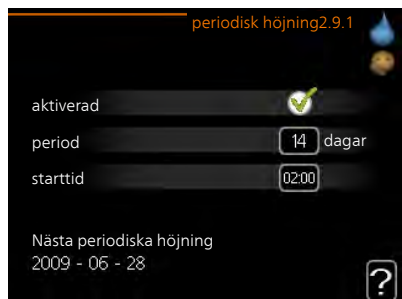 periodisk höjning2.9.1
aktiverad
period 14 dagar
starttid 02:00
Nästa periodiska höjning
2009 - 06 - 28
?